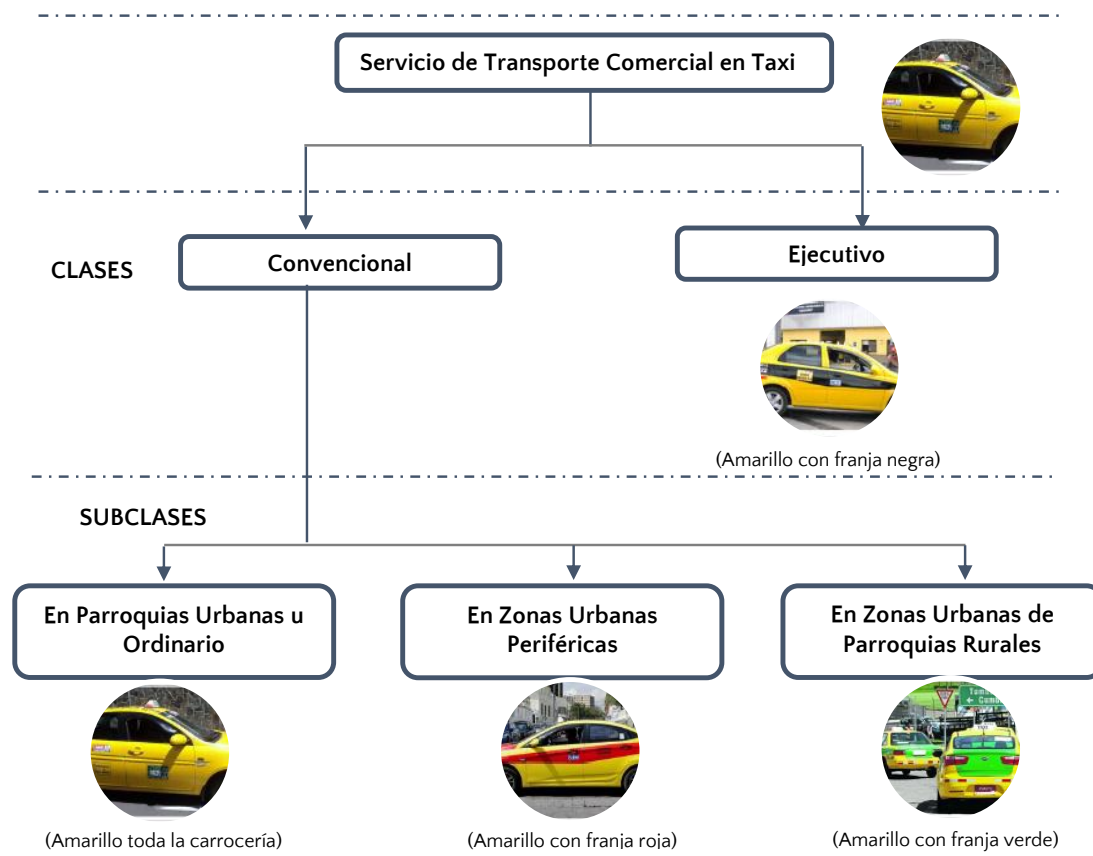 Servicio de Transporte Comercial en Taxi
CLASES
Convencional
Ejecutivo
(Amarillo con franja negra)
SUBCLASES
En Parroquias Urbanas u
Ordinario
En Zonas Urbanas
Periféricas
En Zonas Urbanas de
Parroquias Rurales
(Amarillo toda la carrocería)
(Amarillo con franja roja)
(Amarillo con franja verde)